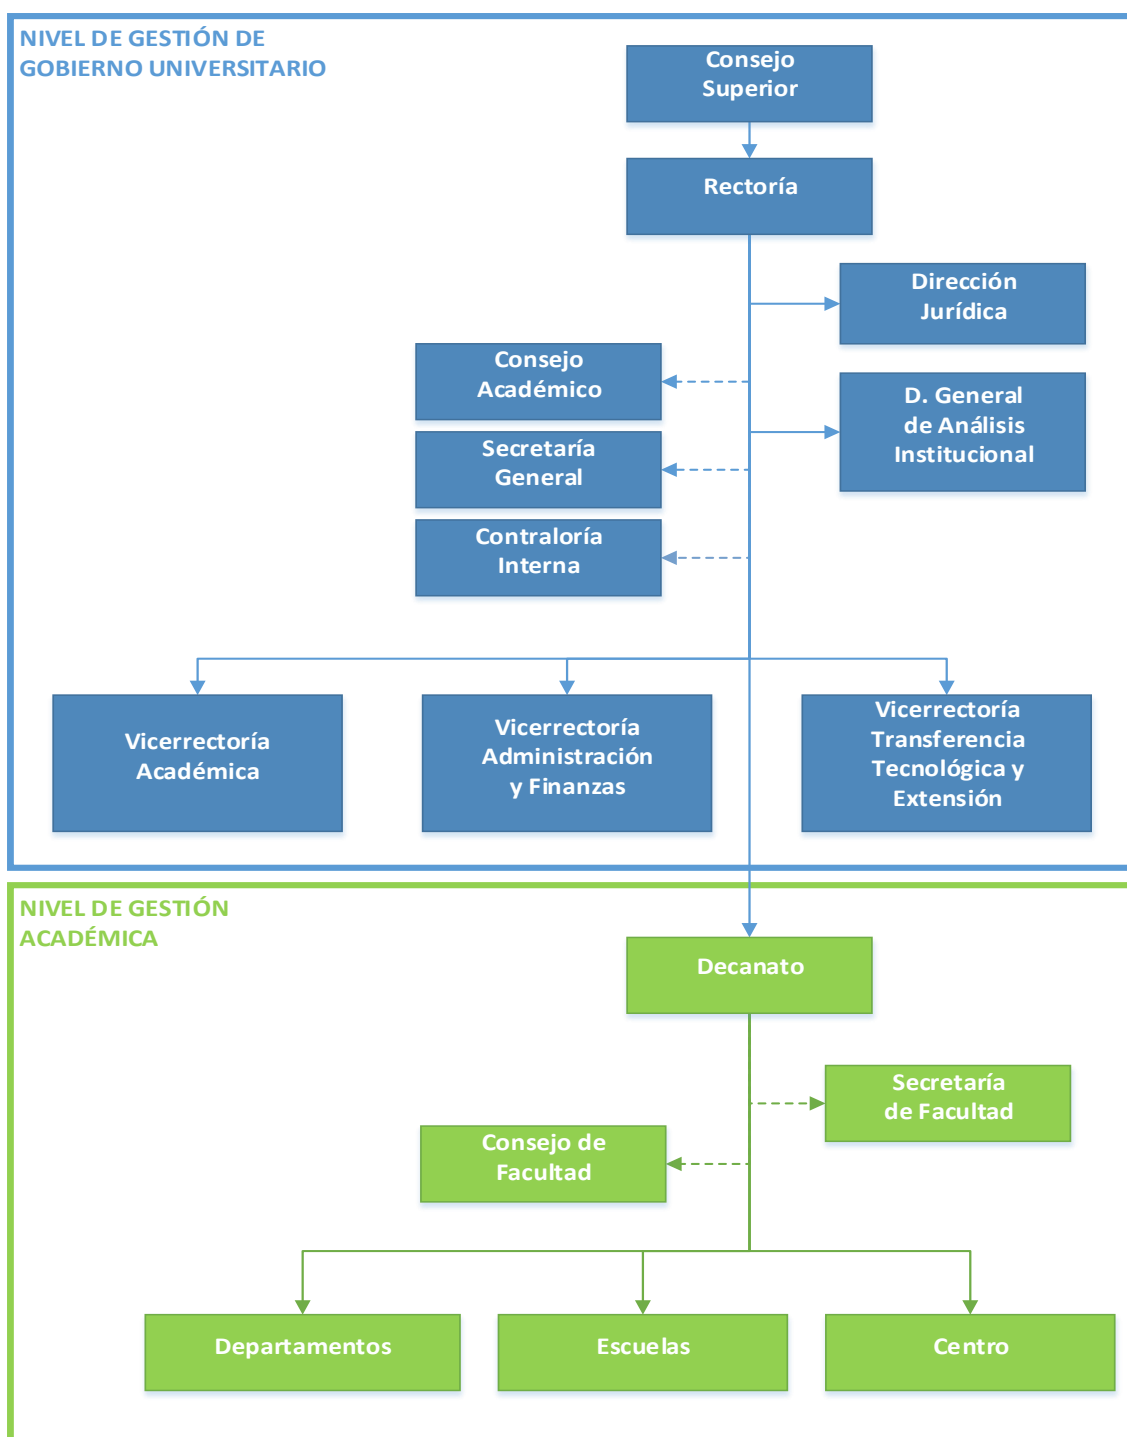 NIVEL DE GESTIÓN DE
GOBIERNO UNIVERSITARIO
Consejo
Superior
Rectoría
Dirección
Jurídica
Consejo
Académico
D. General
de Análisis
Institucional
Secretaría
General
Contraloría
Interna
Vicerrectoría
Académica
Vicerrectoría
Administración
y Finanzas
Vicerrectoría
Transferencia
Tecnológica y
Extensión
NIVEL DE GESTIÓN
ACADÉMICA
Decanato
Secretaría
de Facultad
Consejo de
Facultad
Departamentos
Escuelas
Centro